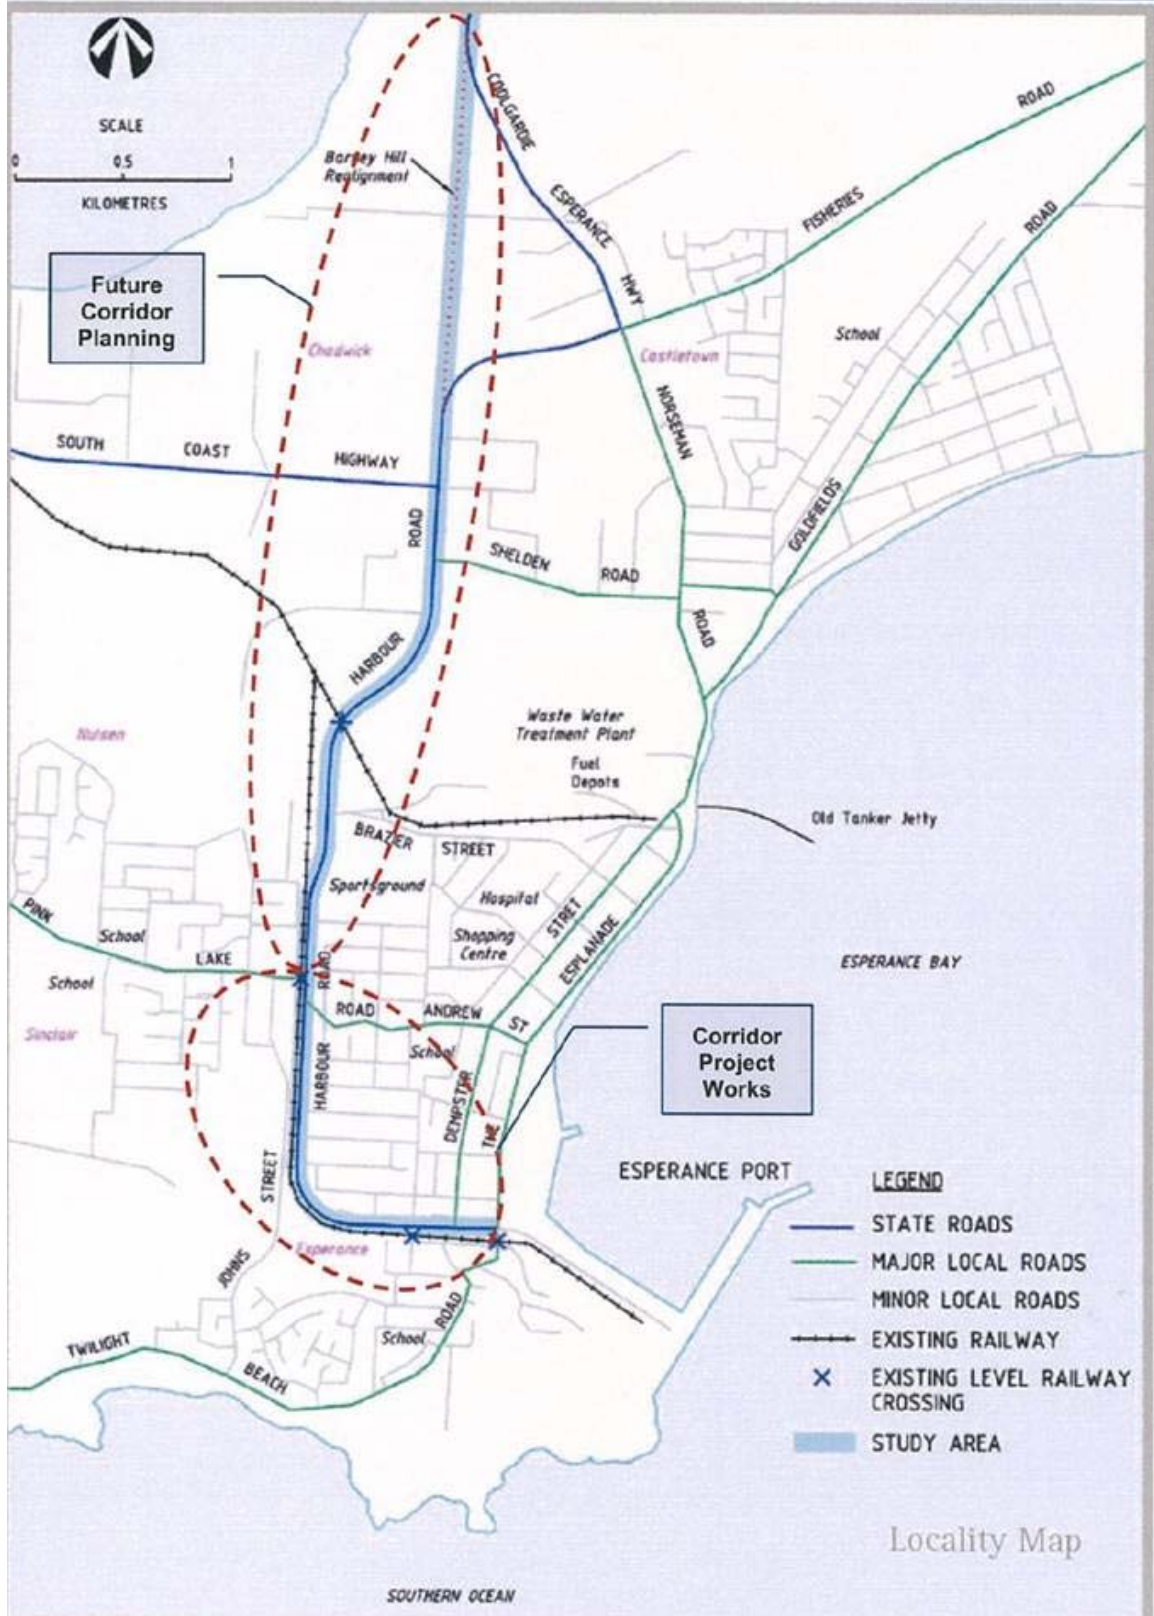 SCALE
0 0.5 1
KILOMETRES
COOLGARDIE
ESPERANCE
HWY
Barsey Hill
Realignment
ROAD
FISHERIES
ROAD
Future
Corridor
Planning
Chadwick
Castletown
School
NORSEMAN
SOUTH COAST HIGHWAY
ROAD
GOLDFIELDS
SHELDEN ROAD
ROAD
HARBOUR
Nulsen
Waste Water
Treatment Plant
Fuel
Depots
Old Tanker Jetty
BRAZIER STREET
Sportsground
Hospital
Shopping
Centre
STRET
ESPLANADE
PINK
School
LAKE
ROAD
School
ESPERANCE BAY
ROAD
ANDREW
ST
Sinclair
School
Corridor
Project
Works
HARBOUR
DEMPSTER
THE
STREET
ESPERANCE PORT
Esperance
JOHNS
ROAD
School
TWILIGHT
BEACH
LEGEND
STATE ROADS
MAJOR LOCAL ROADS
MINOR LOCAL ROADS
EXISTING RAILWAY
EXISTING LEVEL RAILWAY
CROSSING
STUDY AREA
Locality Map
SOUTHERN OCEAN